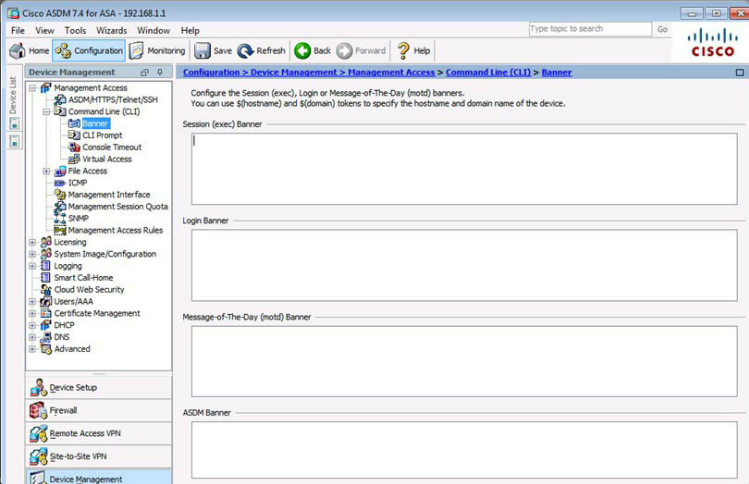 Cisco ASDM 7.4 for ASA - 192.168.1.1
File View Tools Wizards Window Help
Type topic to search Go
Home Configuration Monitoring Save Refresh Back Forward Help
CISCO
Device List
Device Management
Management Access
ASDM/HTTPS/Telnet/SSH
Command Line (CLI)
Banner
CLI Prompt
Console Timeout
Virtual Access
File Access
ICMP
Management Interface
Management Session Quota
SNMP
Management Access Rules
Licensing
System Image/Configuration
Logging
Smart Call-Home
Cloud Web Security
Users/AAA
Certificate Management
DHCP
DNS
Advanced
Device Setup
Firewall
Remote Access VPN
Site-to-Site VPN
Device Management
Configuration > Device Management > Management Access > Command Line (CLI) > Banner
Configure the Session (exec), Login or Message-of-The-Day (motd) banners.
You can use $(hostname) and $(domain) tokens to specify the hostname and domain name of the device.
Session (exec) Banner
Login Banner
Message-of-The-Day (motd) Banner
ASDM Banner